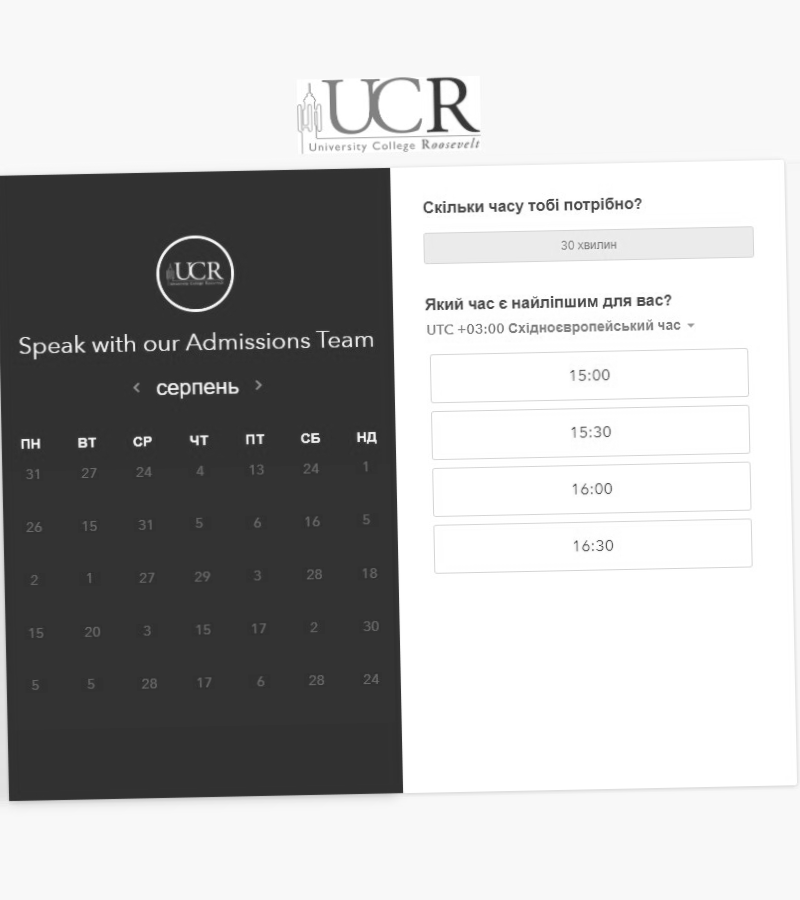 UCR
University College Roosevelt
UCR
Speak with our Admissions Team
серпень
ПН ВТ СР ЧТ ПТ СБ НД
31 27 24 4 13 24 1
26 15 31 5 6 16 5
2 1 27 29 3 28 18
15 20 3 15 17 2 30
5 5 28 17 6 28 24
Скільки часу тобі потрібно?
30 хвилин
Який час є найліпшим для вас?
UTC +03:00 Східноєвропейський час
15:00
15:30
16:00
16:30